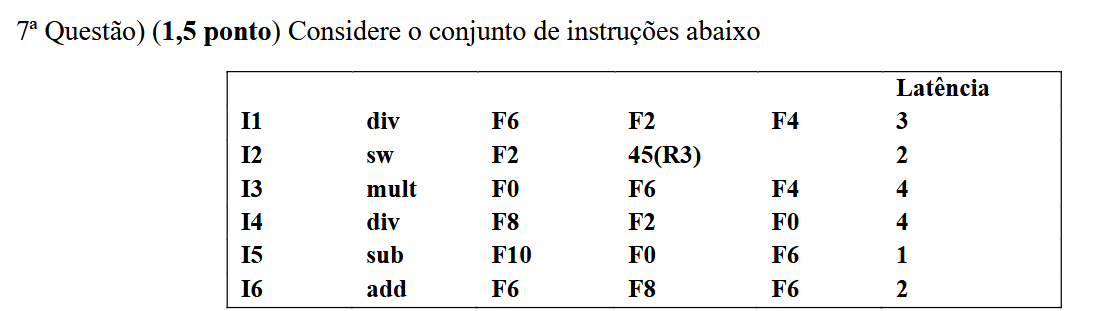 7ª Questão) (1,5 ponto) Considere o conjunto de instruções abaixo
Latência
I1 div F6 F2 F4 3
I2 sw F2 45(R3) 2
I3 mult F0 F6 F4 4
I4 div F8 F2 F0 4
I5 sub F10 F0 F6 1
I6 add F6 F8 F6 2